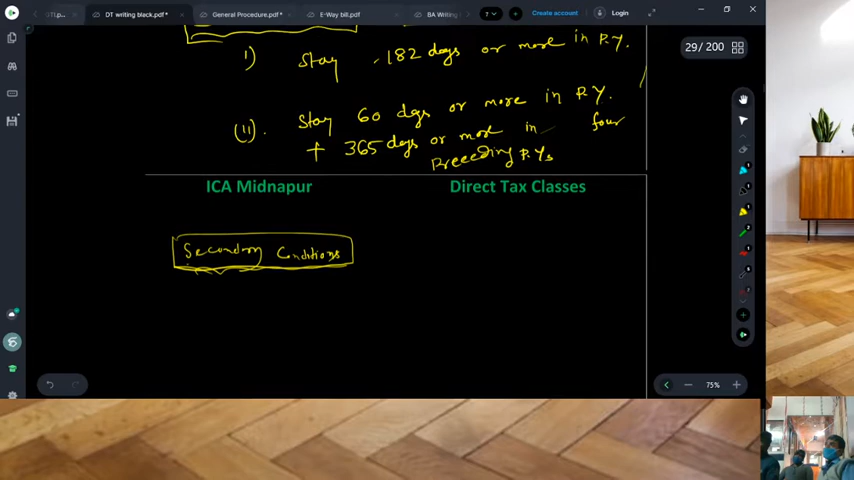 DT writing black.pdf*
General Procedure.pdf*
E-Way bill.pdf
BA Writing
7
Create account
Login
29 / 200
I) Stay 182 days or more in P.Y.
(II). Stay 60 days or more in P.Y.
+ 365 days or more in four
Preceeding P.Ys
ICA Midnapur
Direct Tax Classes
Secondary Conditions
75%